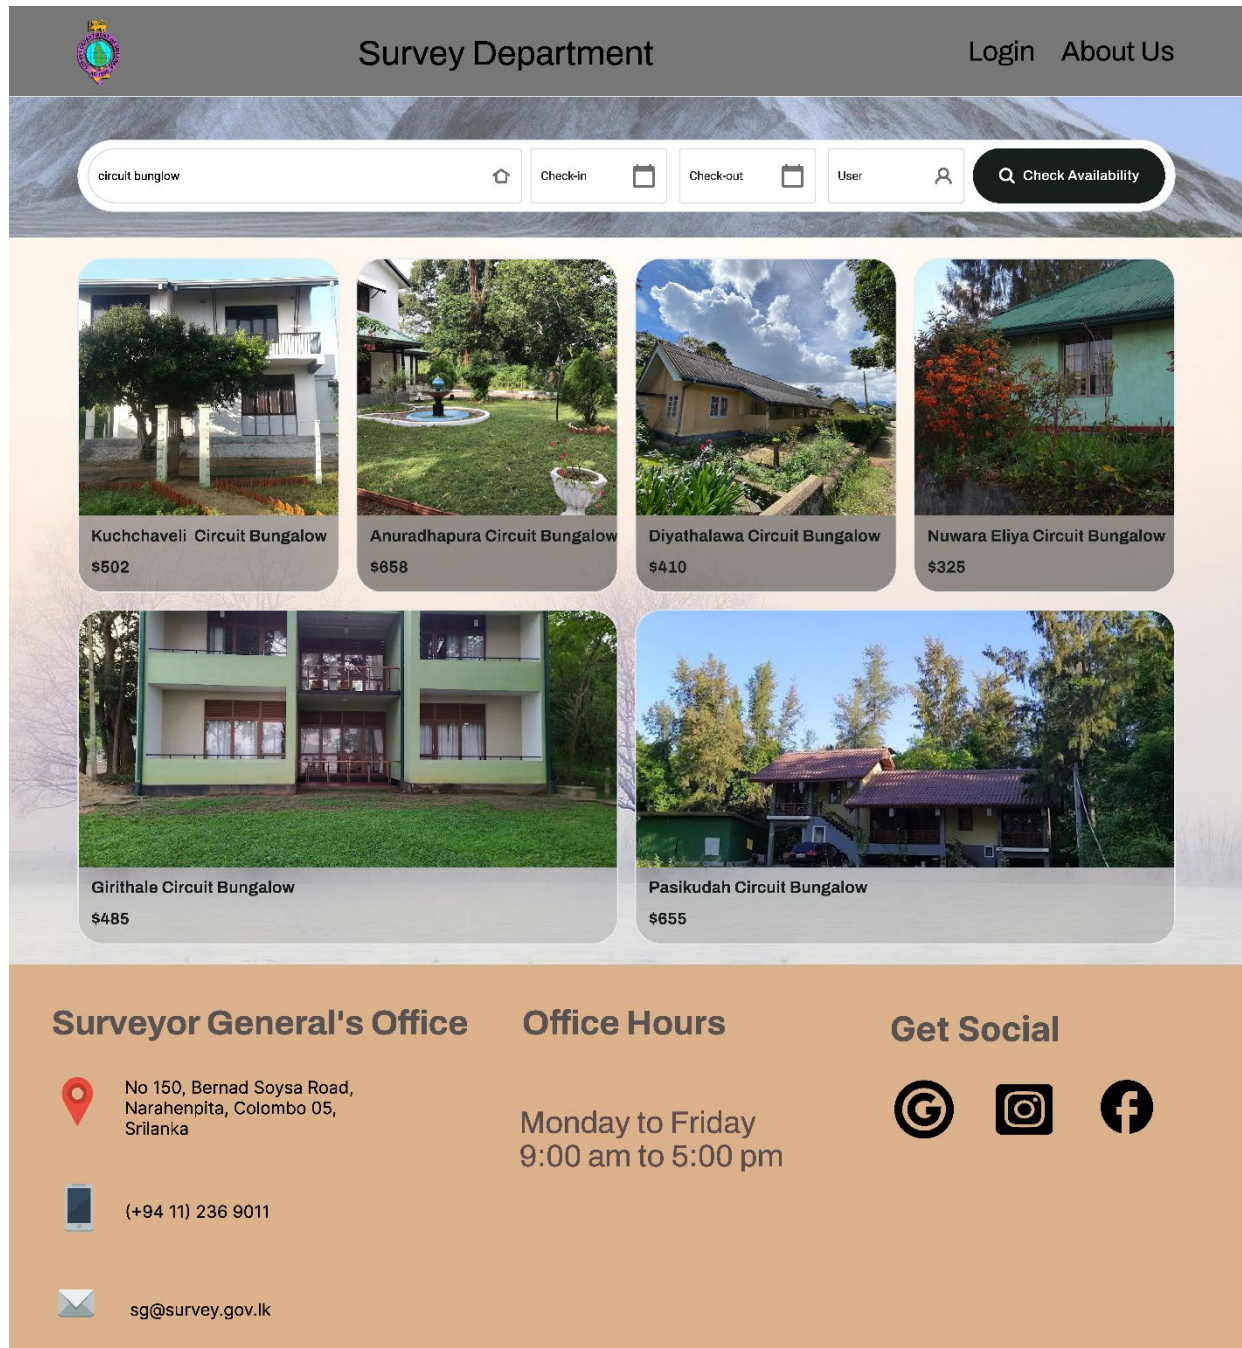 Survey Department
Login About Us
circuit bunglow
Check-in
Check-out
User
Check Availability
Kuchchaveli Circuit Bungalow
$502
Anuradhapura Circuit Bungalow
$658
Diyathalawa Circuit Bungalow
$410
Nuwara Eliya Circuit Bungalow
$325
Girithale Circuit Bungalow
$485
Pasikudah Circuit Bungalow
$655
Surveyor General's Office
No 150, Bernad Soysa Road,
Narahenpita, Colombo 05,
Srilanka
(+94 11) 236 9011
sg@survey.gov.lk
Office Hours
Monday to Friday
9:00 am to 5:00 pm
Get Social